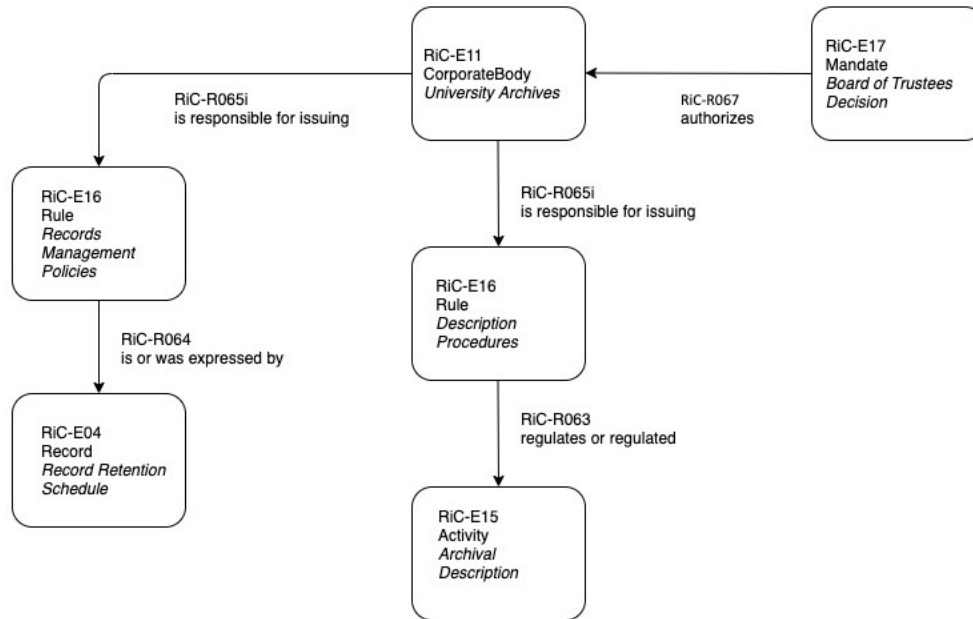 RiC-E11
CorporateBody
University Archives
RiC-E17
Mandate
Board of Trustees
Decision
RiC-R065i
is responsible for issuing
RiC-R067
authorizes
RiC-E16
Rule
Records
Management
Policies
RiC-R065i
is responsible for issuing
RiC-E16
Rule
Description
Procedures
RiC-R064
is or was expressed by
RiC-E04
Record
Record Retention
Schedule
RiC-R063
regulates or regulated
RiC-E15
Activity
Archival
Description